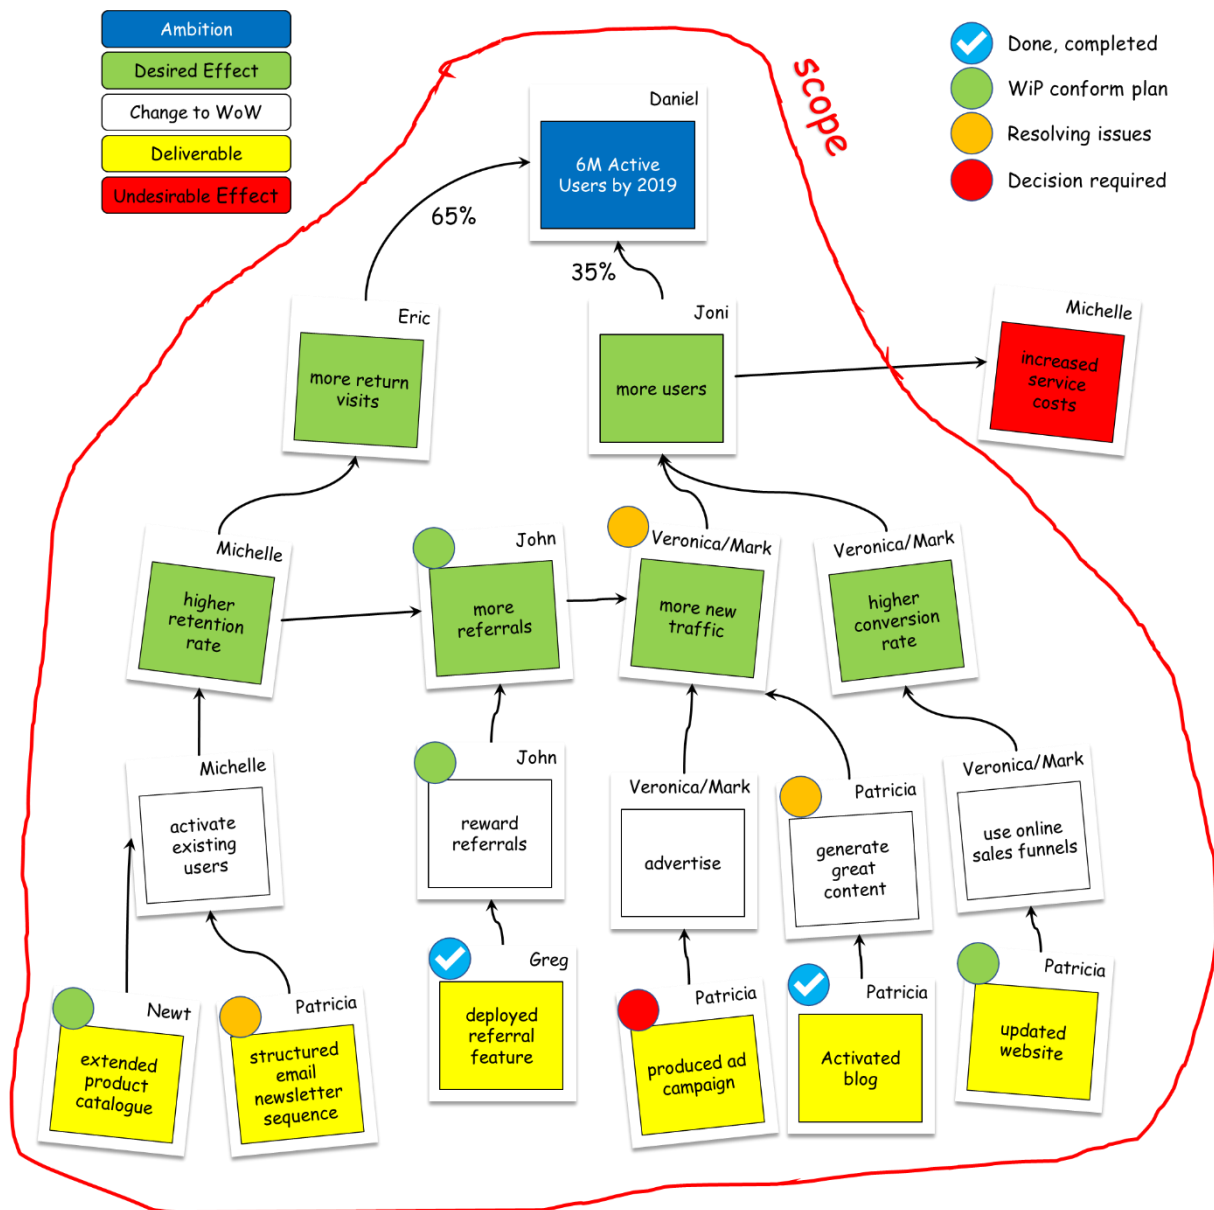 Ambition
Desired Effect
Change to WoW
Deliverable
Undesirable Effect
scope
Done, completed
WiP conform plan
Resolving issues
Decision required
Daniel
6M Active
Users by 2019
65%
35%
Eric
more return
visits
Joni
more users
Michelle
increased
service
costs
Michelle
higher
retention
rate
John
more
referrals
Veronica/Mark
more new
traffic
Veronica/Mark
higher
conversion
rate
Michelle
activate
existing
users
John
reward
referrals
Veronica/Mark
advertise
Patricia
generate
great
content
Veronica/Mark
use online
sales funnels
Newt
extended
product
catalogue
Patricia
structured
email
newsletter
sequence
Greg
deployed
referral
feature
Patricia
produced ad
campaign
Patricia
Activated
blog
Patricia
updated
website